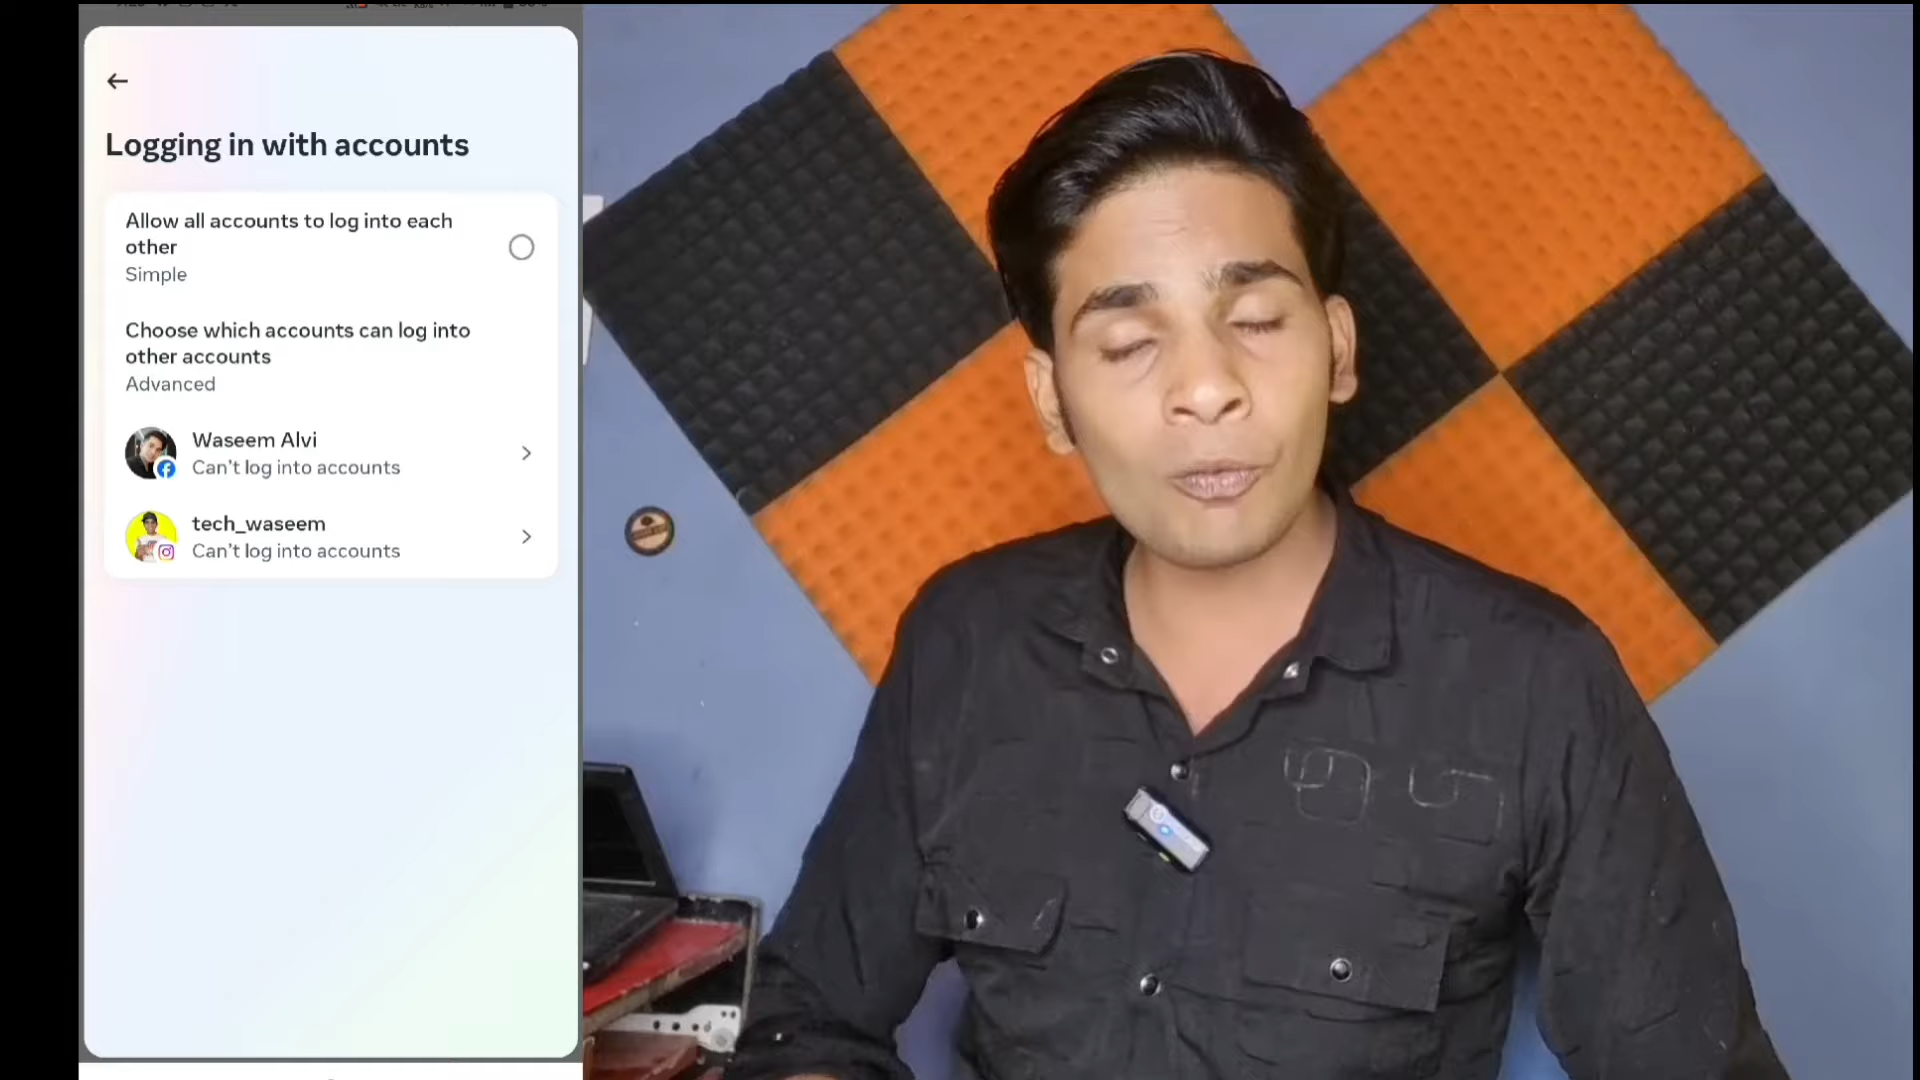 Logging in with accounts
Allow all accounts to log into each
other
Simple
Choose which accounts can log into
other accounts
Advanced
Waseem Alvi
Can't log into accounts
tech_waseem
Can't log into accounts